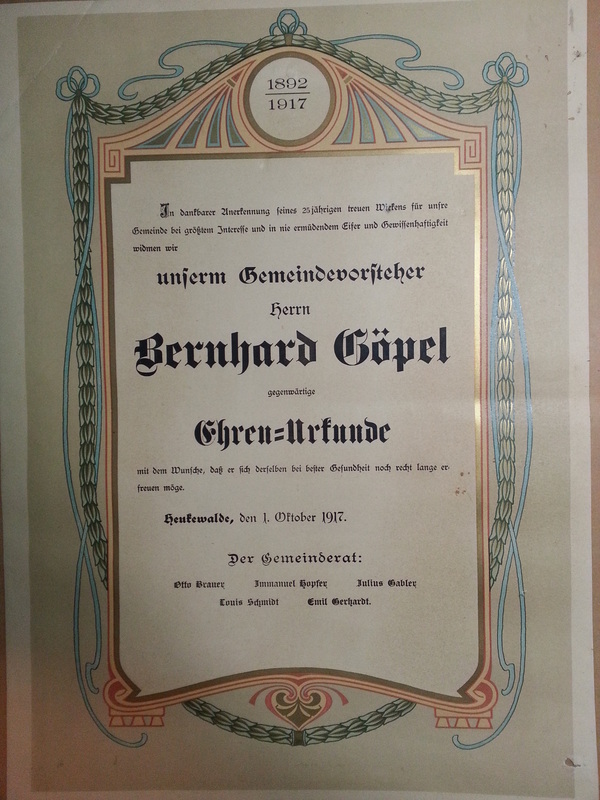 1892
1917
In dankbarer Anerkennung seines 25jährigen treuen Wirkens für unsre
Gemeinde bei größtem Interesse und in nie ermüdendem Eifer und Gewissenhaftigkeit
widmen wir
unserm Gemeindevorsteher
Herrn
Bernhard Göpel
gegenwärtige
Ehren=Urkunde
mit dem Wunsche, daß er sich derselben bei bester Gesundheit noch recht lange er-
freuen möge.
Heukewalde, den 1. Oktober 1917.
Der Gemeinderat:
Otto Brauer Immanuel Hopfer Julius Gabler
Louis Schmidt Emil Gerhardt.